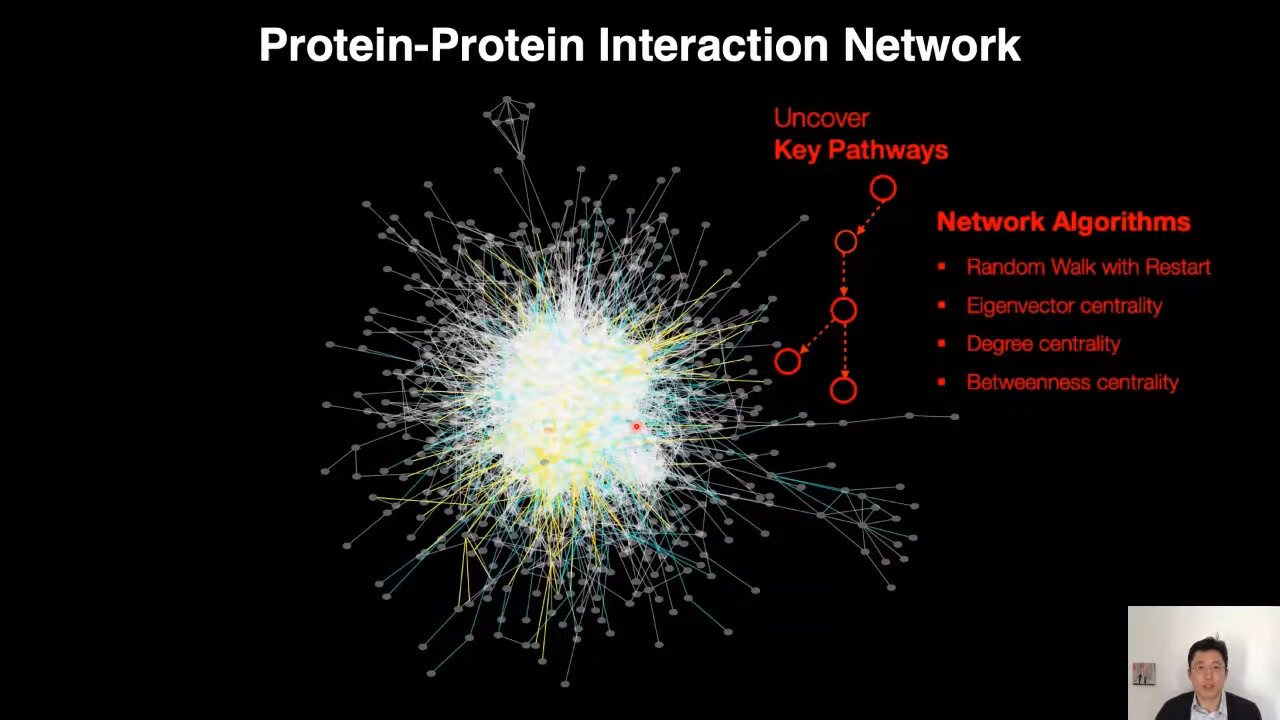 Protein-Protein Interaction Network
Uncover
Key Pathways
Network Algorithms
▪ Random Walk with Restart
▪ Eigenvector centrality
▪ Degree centrality
▪ Betweenness centrality